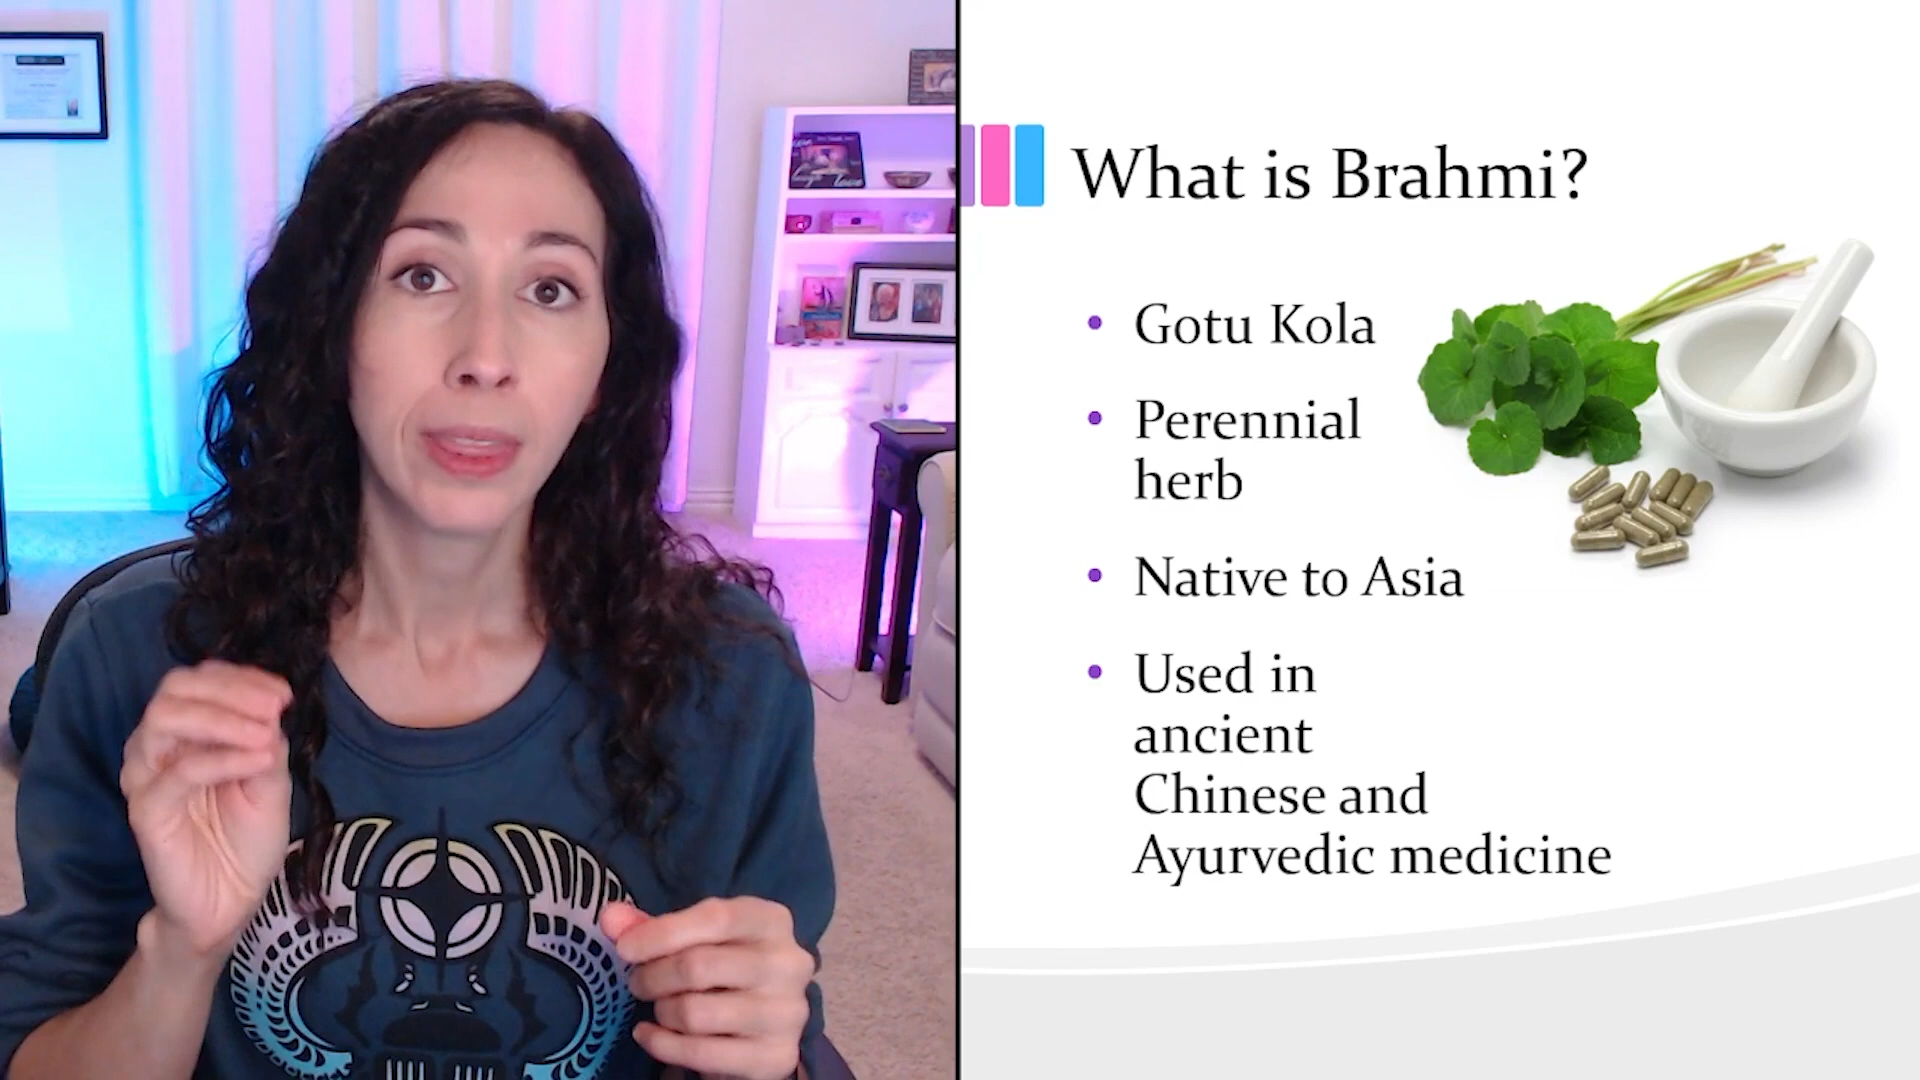 What is Brahmi?
• Gotu Kola
• Perennial
herb
• Native to Asia
• Used in
ancient
Chinese and
Ayurvedic medicine